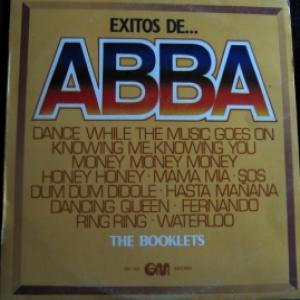 EXITOS DE...
ABBA
DANCE WHILE THE MUSIC GOES ON
KNOWING ME, KNOWING YOU
MONEY MONEY MONEY
HONEY HONEY · MAMA MIA · SOS
DUM DUM DIDDLE · HASTA MAÑANA
DANCING QUEEN · FERNANDO
RING RING · WATERLOO
THE BOOKLETS